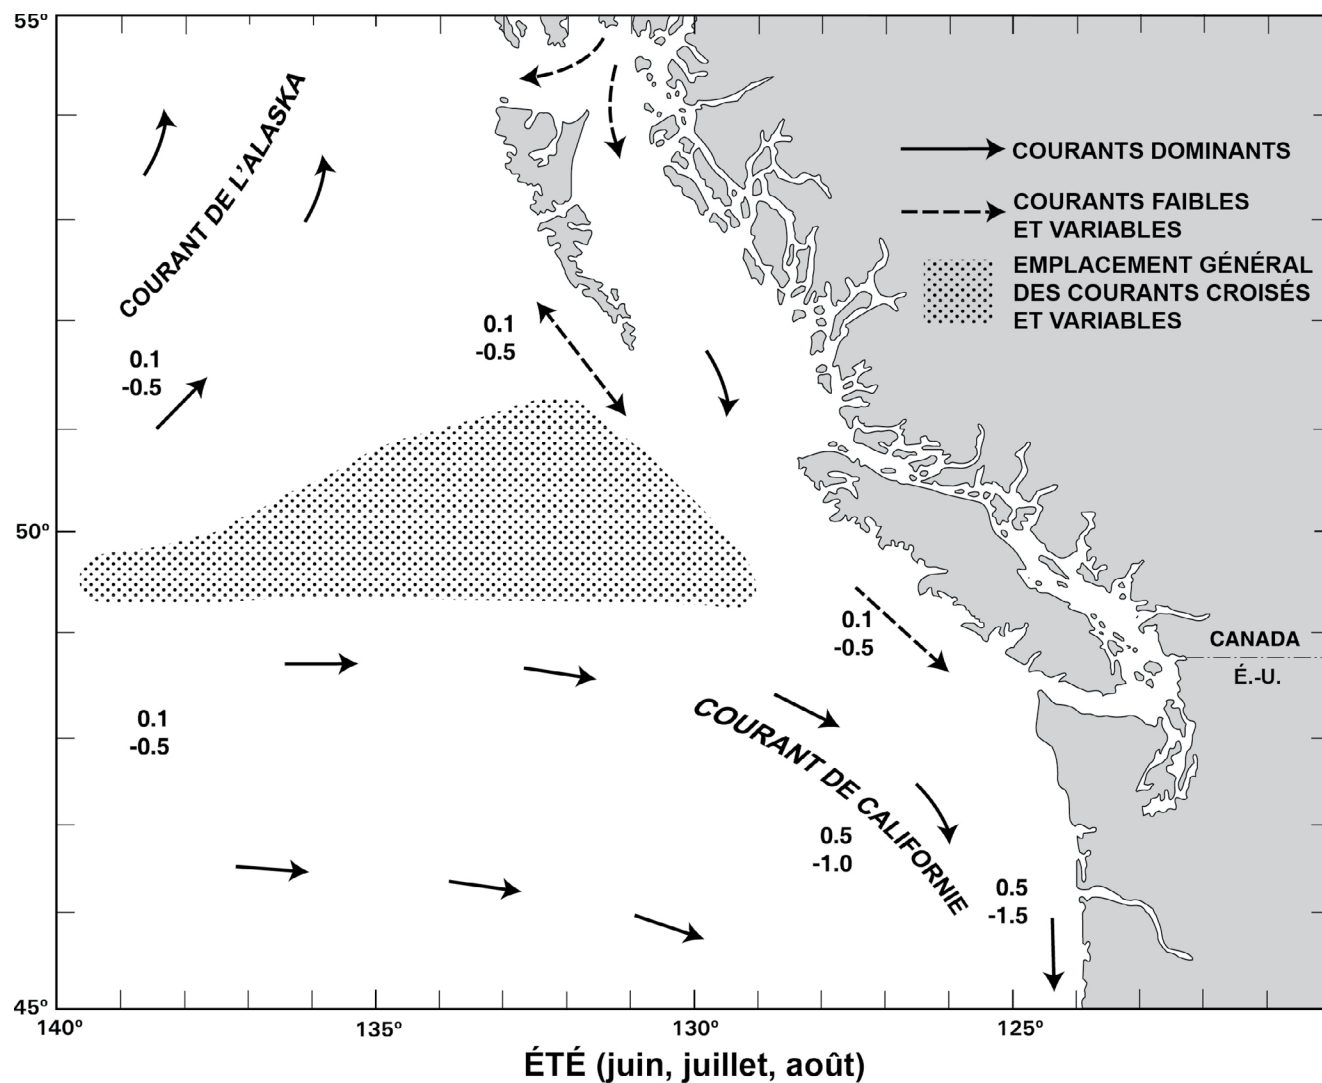 55º
COURANT DE L'ALASKA
COURANTS DOMINANTS
COURANTS FAIBLES
ET VARIABLES
EMPLACEMENT GÉNÉRAL
DES COURANTS CROISÉS
ET VARIABLES
0.1
-0.5
0.1
-0.5
50º
0.1
-0.5
CANADA
É.-U.
0.1
-0.5
COURANT DE CALIFORNIE
0.5
-1.0
0.5
-1.5
45º
140º
135º
130º
125º
ÉTÉ (juin, juillet, août)